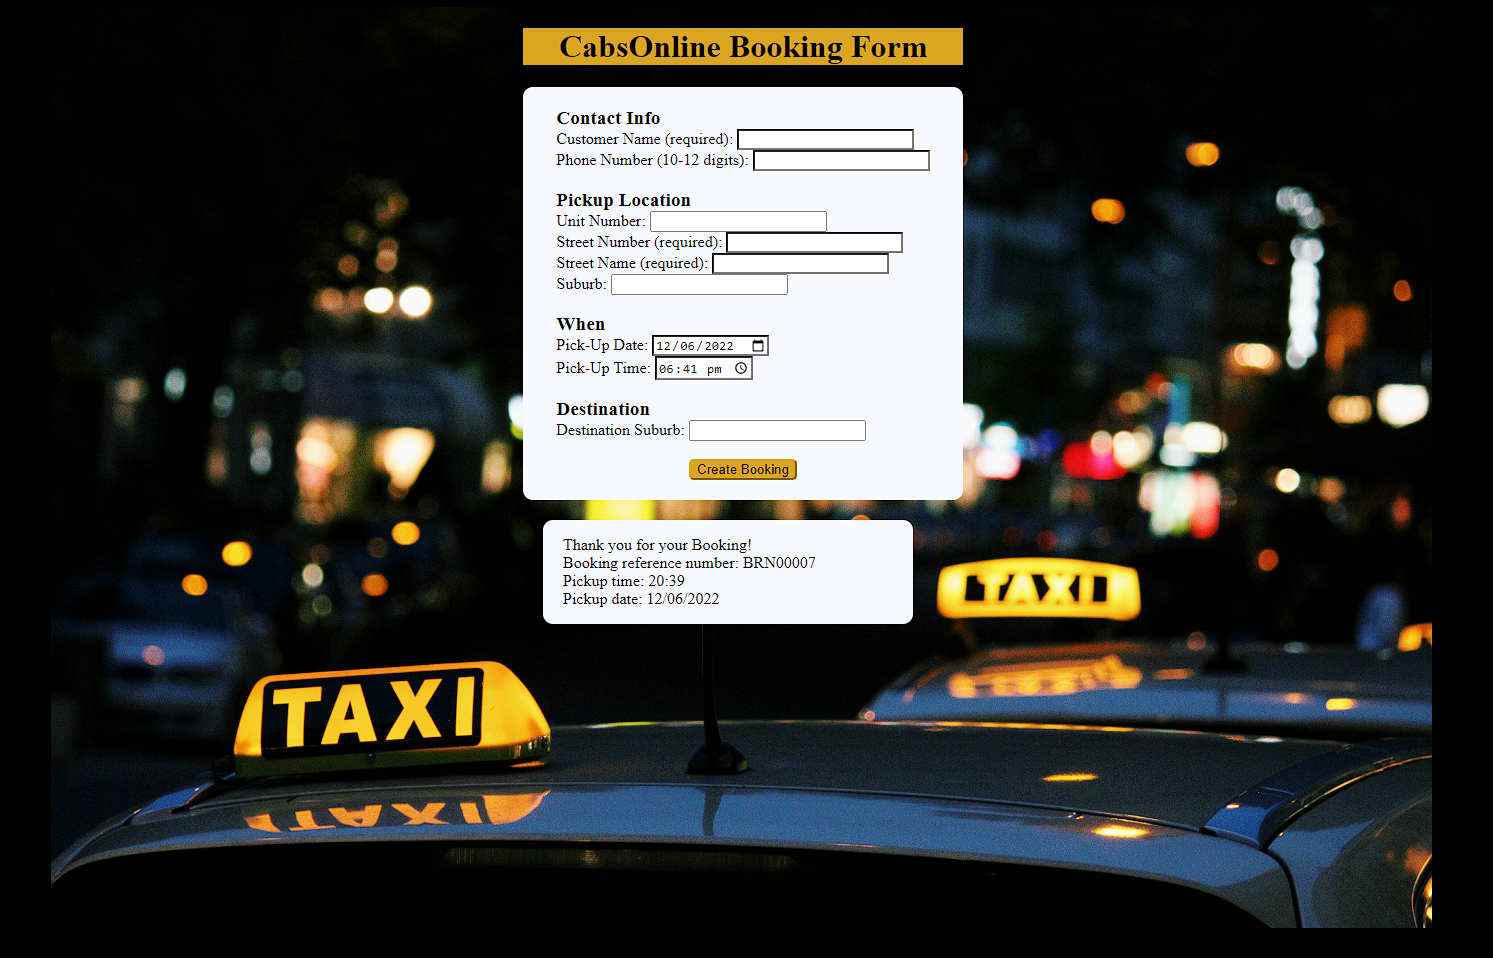 CabsOnline Booking Form
Contact Info
Customer Name (required):
Phone Number (10-12 digits):
Pickup Location
Unit Number:
Street Number (required):
Street Name (required):
Suburb:
When
Pick-Up Date: 12/06/2022
Pick-Up Time: 06:41 pm
Destination
Destination Suburb:
Create Booking
Thank you for your Booking!
Booking reference number: BRN00007
Pickup time: 20:39
Pickup date: 12/06/2022
TAXI
TAXI